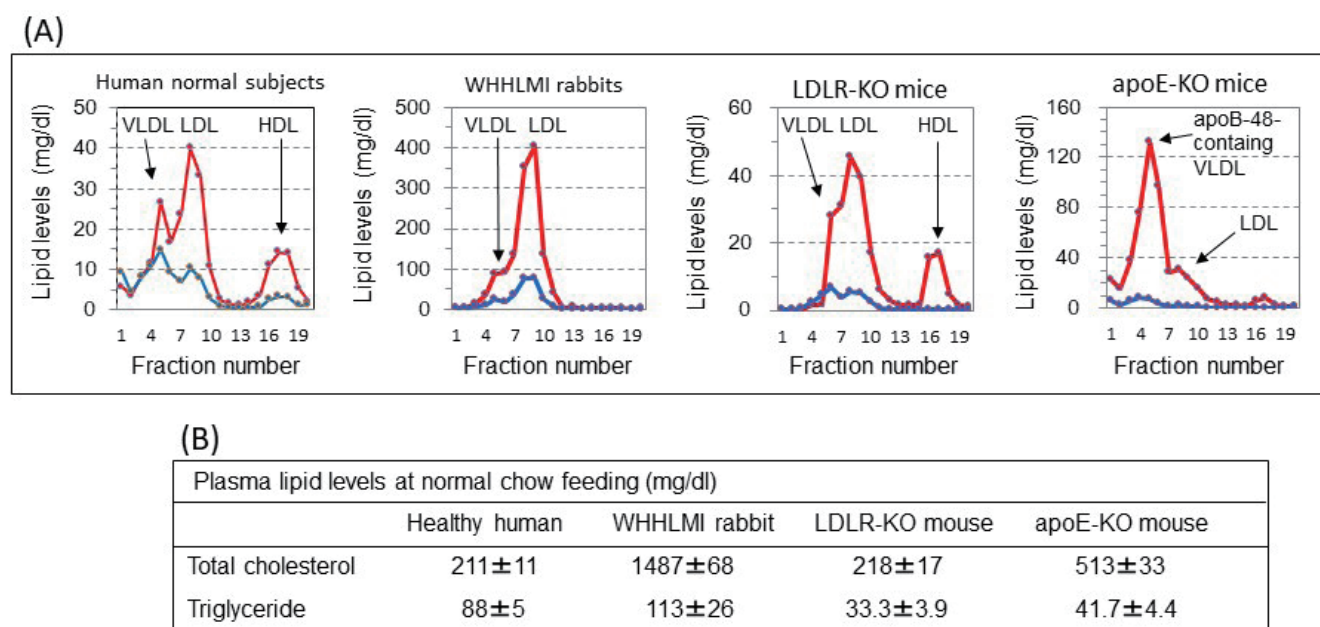 (A)
Human normal subjects
WHHLMI rabbits
LDLR-KO mice
apoE-KO mice
Lipid levels (mg/dl)
50
40
30
20
10
0
VLDL
LDL
HDL
1 4 7 10 13 16 19
Fraction number
Lipid levels (mg/dl)
500
400
300
200
100
0
VLDL
LDL
1 4 7 10 13 16 19
Fraction number
Lipid levels (mg/dl)
60
40
20
0
VLDL
LDL
HDL
1 4 7 10 13 16 19
Fraction number
Lipid levels (mg/dl)
160
120
80
40
0
apoB-48-
containg
VLDL
LDL
1 4 7 10 13 16 19
Fraction number
(B)
Plasma lipid levels at normal chow feeding (mg/dl)
Healthy human WHHLMI rabbit LDLR-KO mouse apoE-KO mouse
Total cholesterol 211±11 1487±68 218±17 513±33
Triglyceride 88±5 113±26 33.3±3.9 41.7±4.4